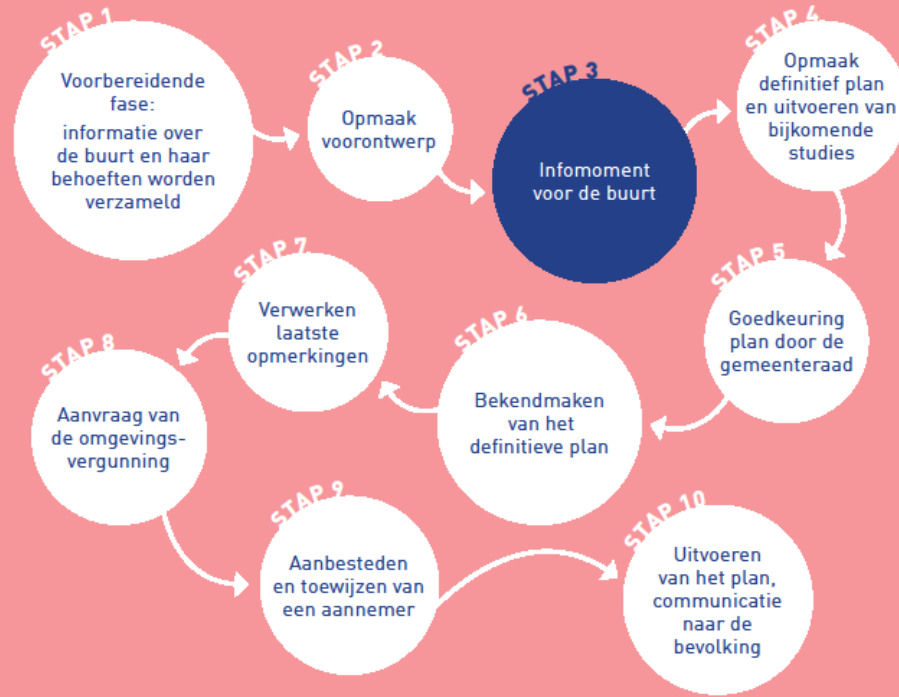 STAP 1
Voorbereidende
fase:
informatie over
de buurt en haar
behoeften worden
verzameld
STAP 2
Opmaak
voorontwerp
STAP 3
Infomoment
voor de buurt
STAP 4
Opmaak
definitief plan
en uitvoeren van
bijkomende
studies
STAP 5
Goedkeuring
plan door de
gemeenteraad
STAP 6
Bekendmaken
van het
definitieve plan
STAP 7
Verwerken
laatste
opmerkingen
STAP 8
Aanvraag van
de omgevings-
vergunning
STAP 9
Aanbesteden
en toewijzen van
een aannemer
STAP 10
Uitvoeren
van het plan,
communicatie
naar de
bevolking